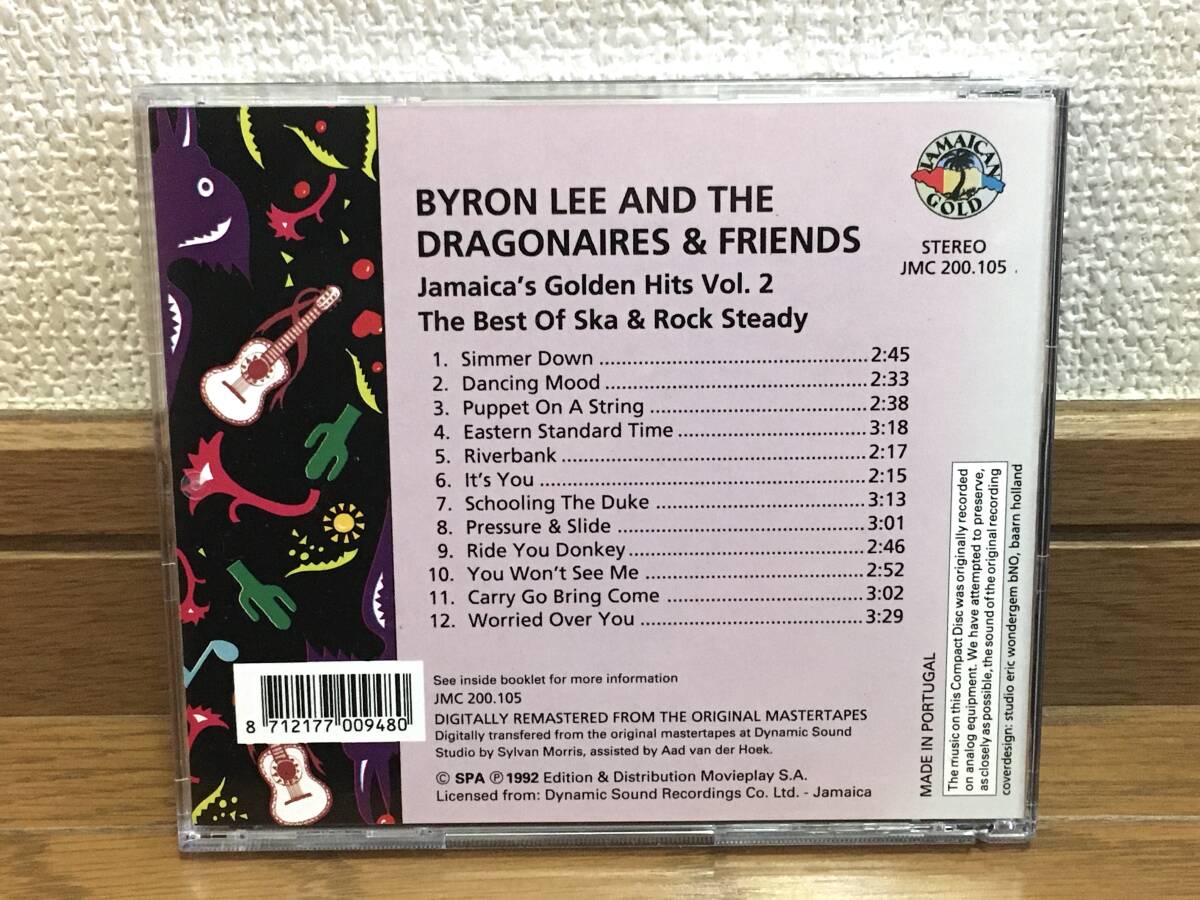 JAMAICAN
GOLD
STEREO
JMC 200.105
BYRON LEE AND THE
DRAGONAIRES & FRIENDS
Jamaica's Golden Hits Vol. 2
The Best Of Ska & Rock Steady
1. Simmer Down ........ 2:45
2. Dancing Mood ........ 2:33
3. Puppet On A String ........ 2:38
4. Eastern Standard Time ........ 3:18
5. Riverbank ........ 2:17
6. It's You ........ 2:15
7. Schooling The Duke ........ 3:13
8. Pressure & Slide ........ 3:01
9. Ride You Donkey ........ 2:46
10. You Won't See Me ........ 2:52
11. Carry Go Bring Come ........ 3:02
12. Worried Over You ........ 3:29
8 712177 009480
See inside booklet for more information
JMC 200.105
DIGITALLY REMASTERED FROM THE ORIGINAL MASTERTAPES
Digitally transfered from the original mastertapes at Dynamic Sound
Studio by Sylvan Morris, assisted by Aad van der Hoek.
© SPA ℗ 1992 Edition & Distribution Movieplay S.A.
Licensed from: Dynamic Sound Recordings Co. Ltd. - Jamaica
MADE IN PORTUGAL
The music on this Compact Disc was originally recorded
on analog equipment. We have attempted to preserve,
as closely as possible, the sound of the original recording
coverdesign: studio eric wondergem bNO, baarn holland